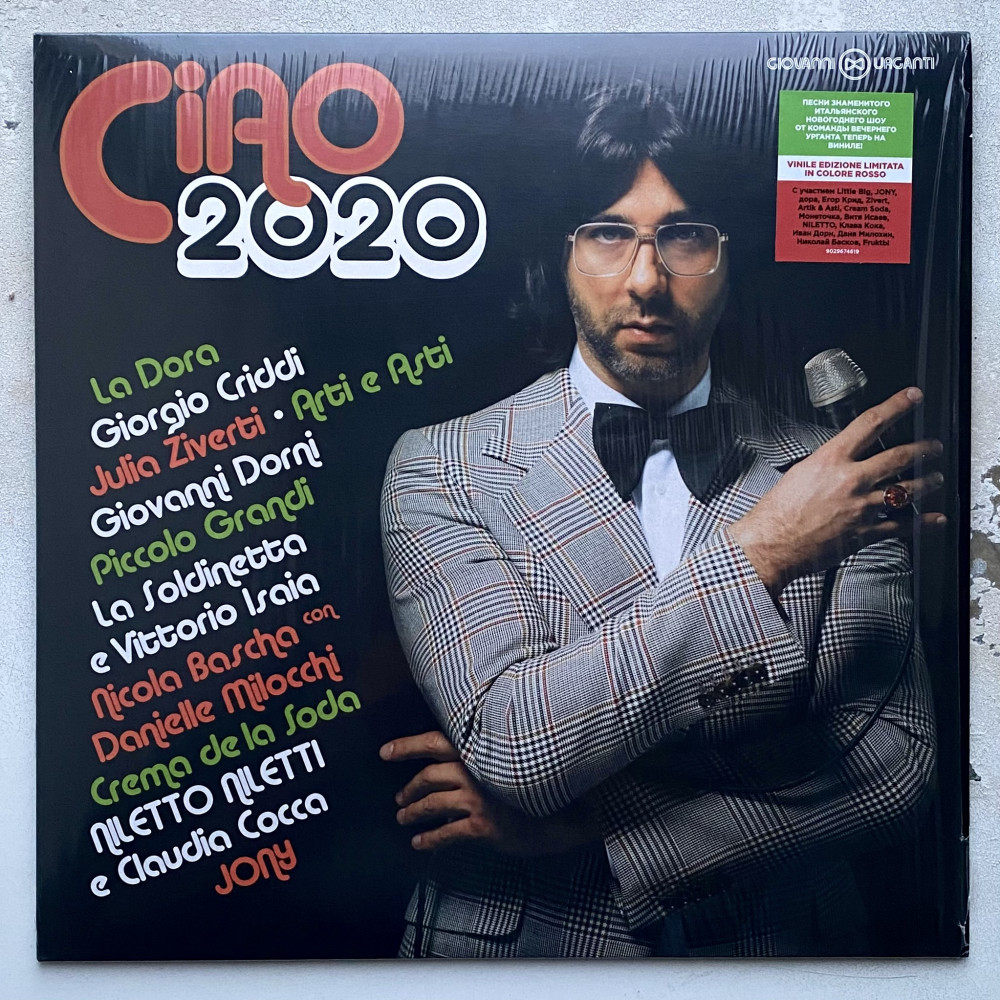 Ciao
2020
GIOVANNI URGANTI
ПЕСНИ ЗНАМЕНИТОГО
ИТАЛЬЯНСКОГО
НОВОГОДНЕГО ШОУ
ОТ КОМАНДЫ ВЕЧЕРНЕГО
УРГАНТА ТЕПЕРЬ НА
ВИНИЛЕ!
VINILE EDIZIONE LIMITATA
IN COLORE ROSSO
С участием Little Big, JONY,
дора, Егор Крид, Zivert,
Artik & Asti, Cream Soda,
Монеточка, Витя Исаев,
NILETTO, Клава Кока,
Иван Дорн, Даня Милохин,
Николай Басков, Fruktbl
9029674619
La Dora
Giorgio Criddi
Julia Ziverti • Arti e Asti
Giovanni Dorni
Piccolo Grandi
La Soldinetta
e Vittorio Isaia
Nicola Bascha con
Danielle Milocchi
Crema de la Soda
NILETTO NILETTI
e Claudia Cocca
JONY